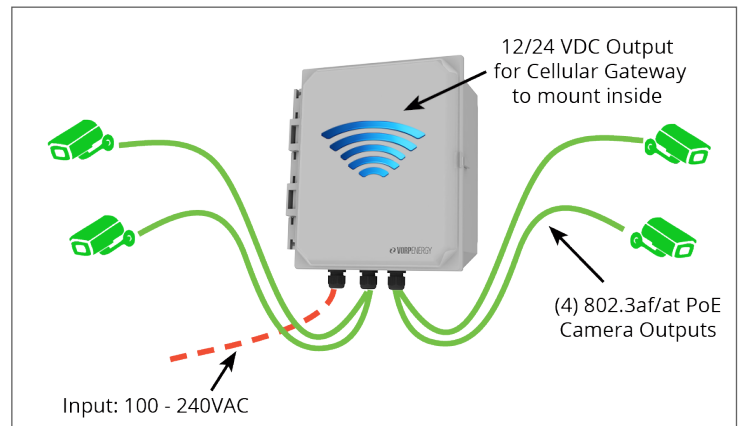 12/24 VDC Output
for Cellular Gateway
to mount inside
VORPENERGY
(4) 802.3af/at PoE
Camera Outputs
Input: 100 - 240VAC